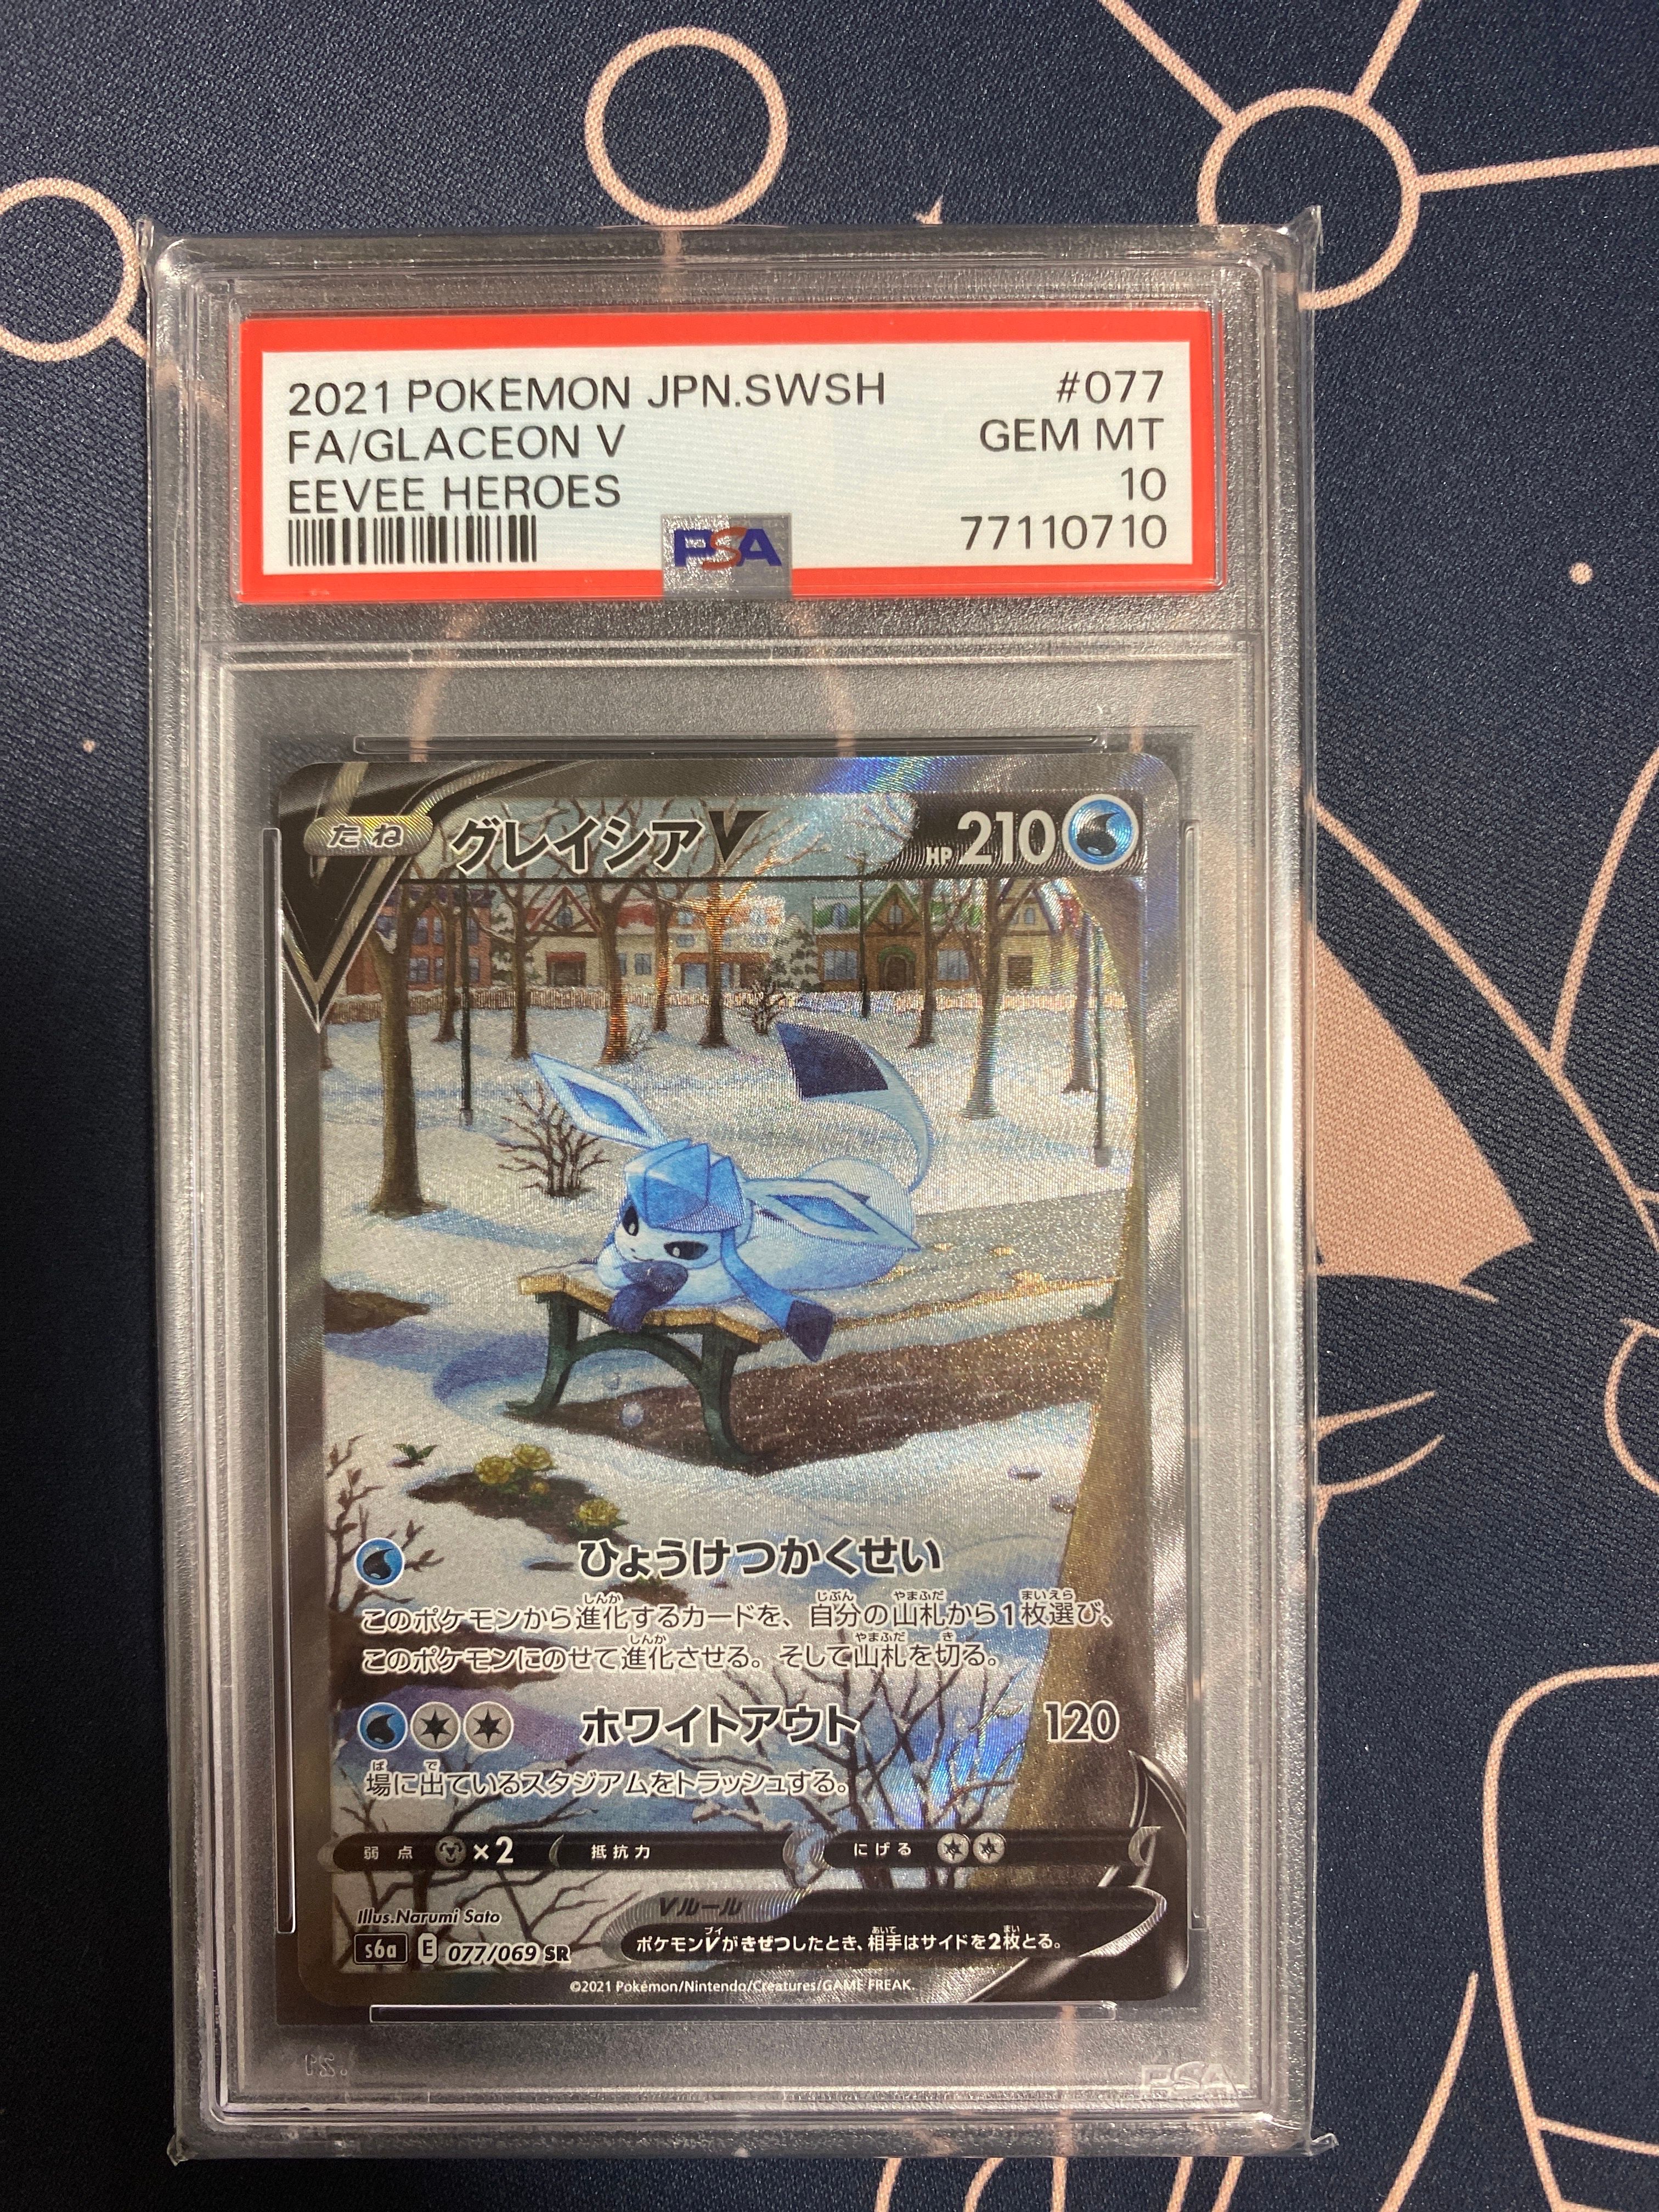 2021 POKEMON JPN.SWSH #077
FA/GLACEON V GEM MT
EEVEE HEROES 10
77110710
PSA
たね グレイシアV HP 210
ひょうけつかくせい
このポケモンから進化するカードを、自分の山札から1枚選び、
このポケモンにのせて進化させる。そして山札を切る。
ホワイトアウト 120
場に出ているスタジアムをトラッシュする。
弱点 ×2 抵抗力 にげる
Illus.Narumi Sato
Vルール
s6a E 077/069 SR
ポケモンVがきぜつしたとき、相手はサイドを2枚とる。
©2021 Pokémon/Nintendo/Creatures/GAME FREAK.
PSA